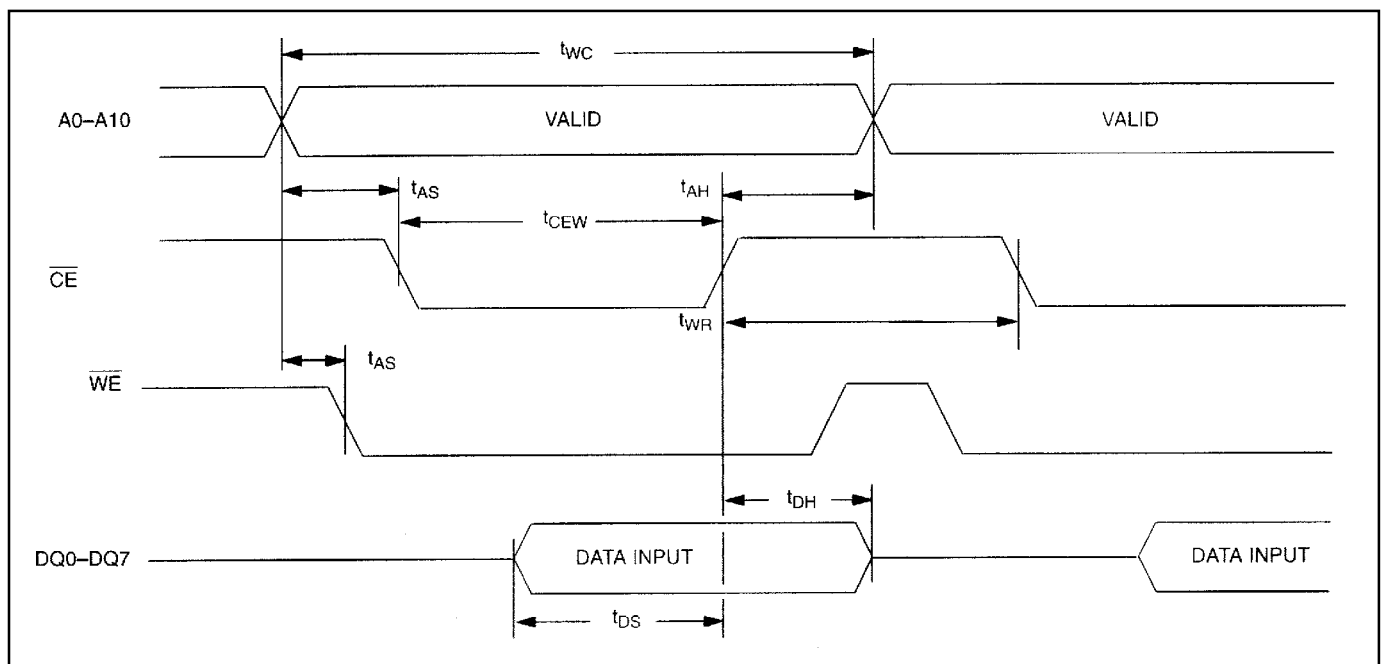 tWC
A0–A10
VALID
VALID
tAS
tAH
tCEW
CE
tWR
tAS
WE
tDH
DQ0–DQ7
DATA INPUT
DATA INPUT
tDS